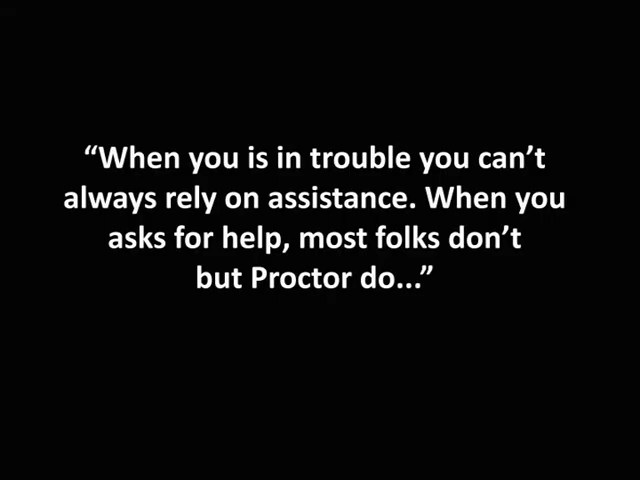 “When you is in trouble you can’t
always rely on assistance. When you
asks for help, most folks don’t
but Proctor do...”